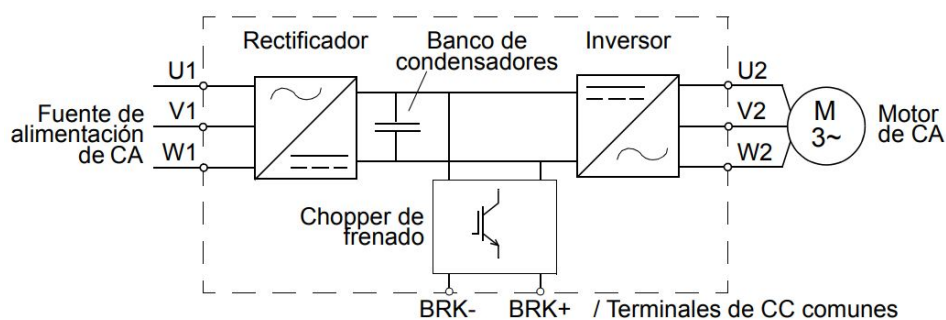 Rectificador
Banco de
condensadores
Inversor
U1
V1
W1
Fuente de
alimentación
de CA
U2
V2
W2
M
3~
Motor
de CA
Chopper de
frenado
BRK-
BRK+
/ Terminales de CC comunes